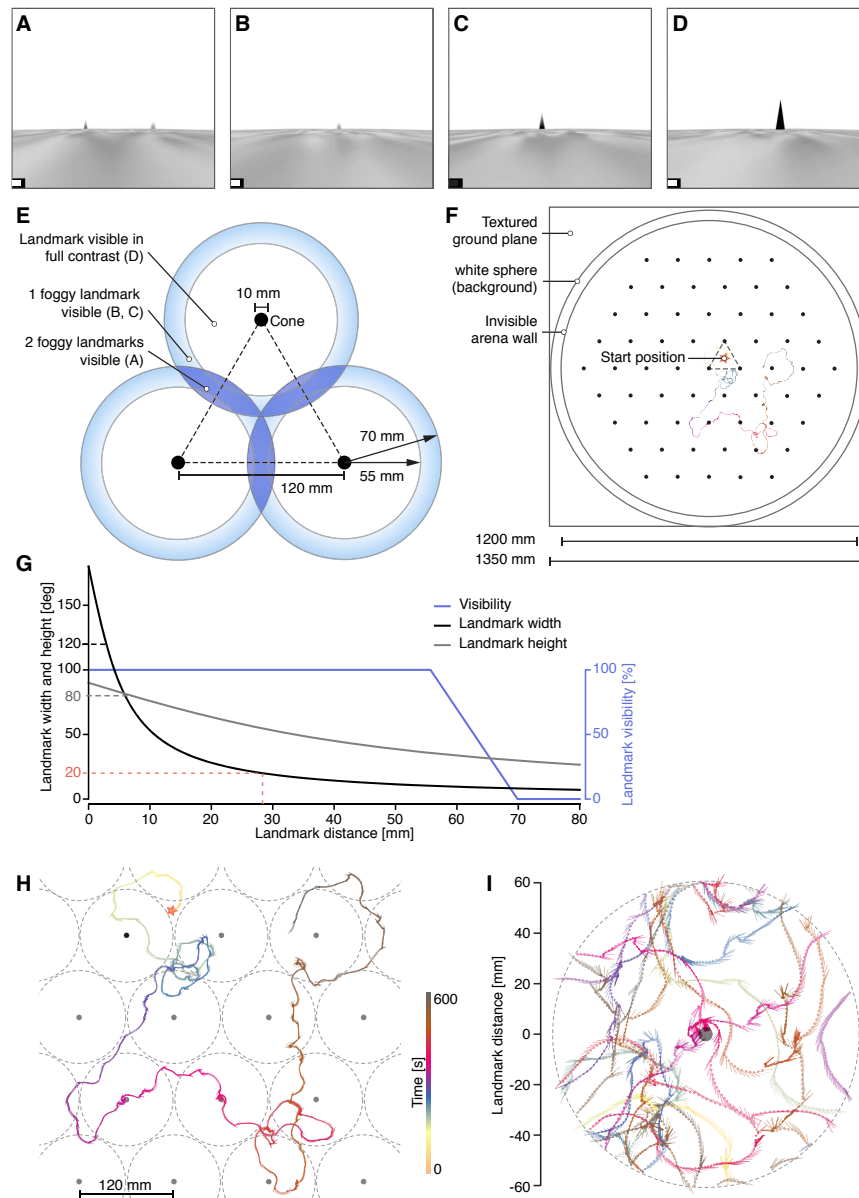 A
B
C
D
E
Landmark visible in
full contrast (D)
1 foggy landmark
visible (B, C)
2 foggy landmarks
visible (A)
10 mm
Cone
70 mm
55 mm
120 mm
F
Textured
ground plane
white sphere
(background)
Invisible
arena wall
Start position
1200 mm
1350 mm
G
Landmark width and height [deg]
150
120
100
80
50
20
0
Visibility
Landmark width
Landmark height
100
50
0
Landmark visibility [%]
0 10 20 30 40 50 60 70 80
Landmark distance [mm]
H
120 mm
Time [s]
600
0
I
Landmark distance [mm]
60
40
20
0
-20
-40
-60